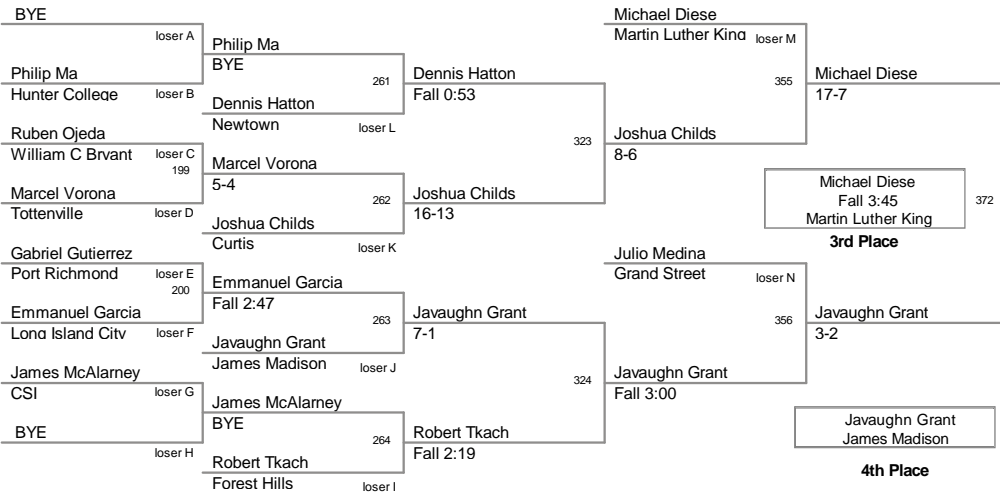 BYE
loser A
Philip Ma
Hunter College
loser B
Ruben Ojeda
William C Bryant
loser C
199
Marcel Vorona
Tottenville
loser D
Gabriel Gutierrez
Port Richmond
loser E
200
Emmanuel Garcia
Long Island City
loser F
James McAlarney
CSI
loser G
BYE
loser H
Philip Ma
BYE
261
Dennis Hatton
Newtown
loser L
Marcel Vorona
5-4
262
Joshua Childs
Curtis
loser K
Emmanuel Garcia
Fall 2:47
263
Javaughn Grant
James Madison
loser J
James McAlarney
BYE
264
Robert Tkach
Forest Hills
loser I
Dennis Hatton
Fall 0:53
323
Joshua Childs
16-13
Javaughn Grant
7-1
324
Robert Tkach
Fall 2:19
Michael Diese
Martin Luther King
loser M
355
Joshua Childs
8-6
Julio Medina
Grand Street
loser N
356
Javaughn Grant
Fall 3:00
Michael Diese
17-7
Michael Diese
Fall 3:45
Martin Luther King
372
3rd Place
Javaughn Grant
3-2
Javaughn Grant
James Madison
4th Place